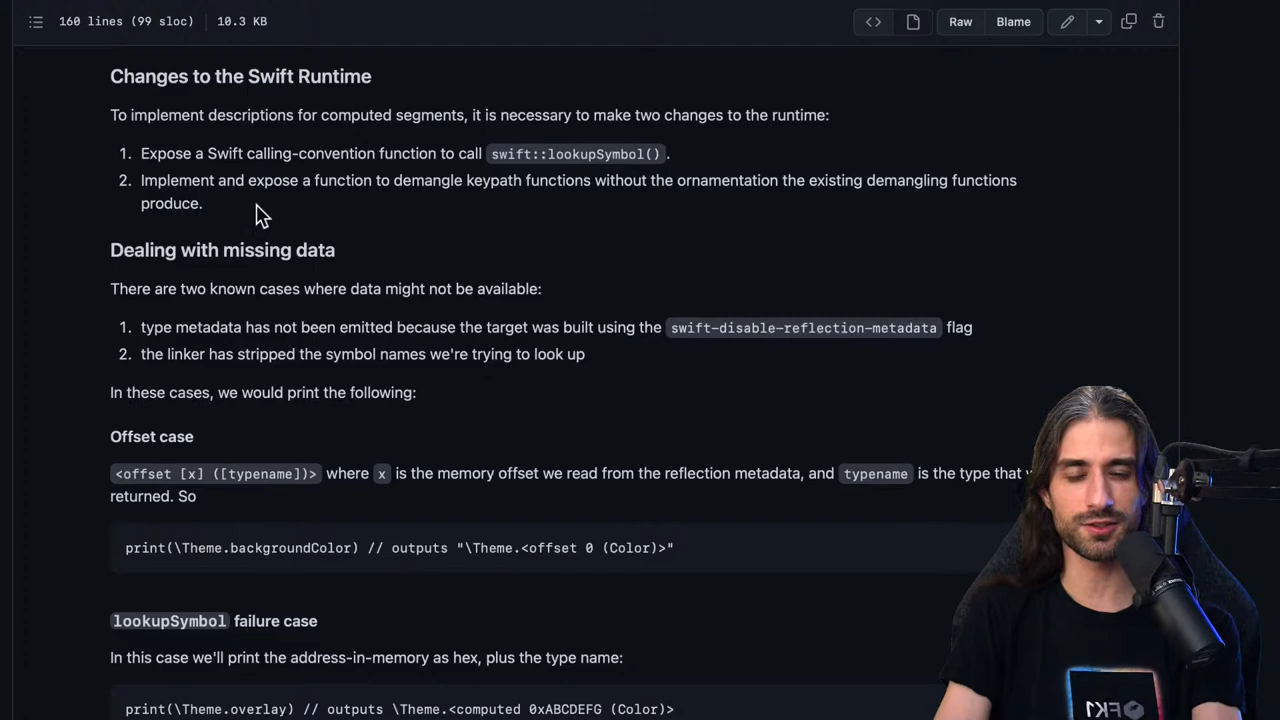 160 lines (99 sloc) 10.3 KB Raw Blame
Changes to the Swift Runtime
To implement descriptions for computed segments, it is necessary to make two changes to the runtime:
1. Expose a Swift calling-convention function to call swift::lookupSymbol().
2. Implement and expose a function to demangle keypath functions without the ornamentation the existing demangling functions
produce.
Dealing with missing data
There are two known cases where data might not be available:
1. type metadata has not been emitted because the target was built using the swift-disable-reflection-metadata flag
2. the linker has stripped the symbol names we're trying to look up
In these cases, we would print the following:
Offset case
<offset [x] ([typename])> where x is the memory offset we read from the reflection metadata, and typename is the type that
returned. So
print(\Theme.backgroundColor) // outputs "\Theme.<offset 0 (Color)>"
lookupSymbol failure case
In this case we'll print the address-in-memory as hex, plus the type name:
print(\Theme.overlay) // outputs \Theme.<computed 0xABCDEFG (Color)>